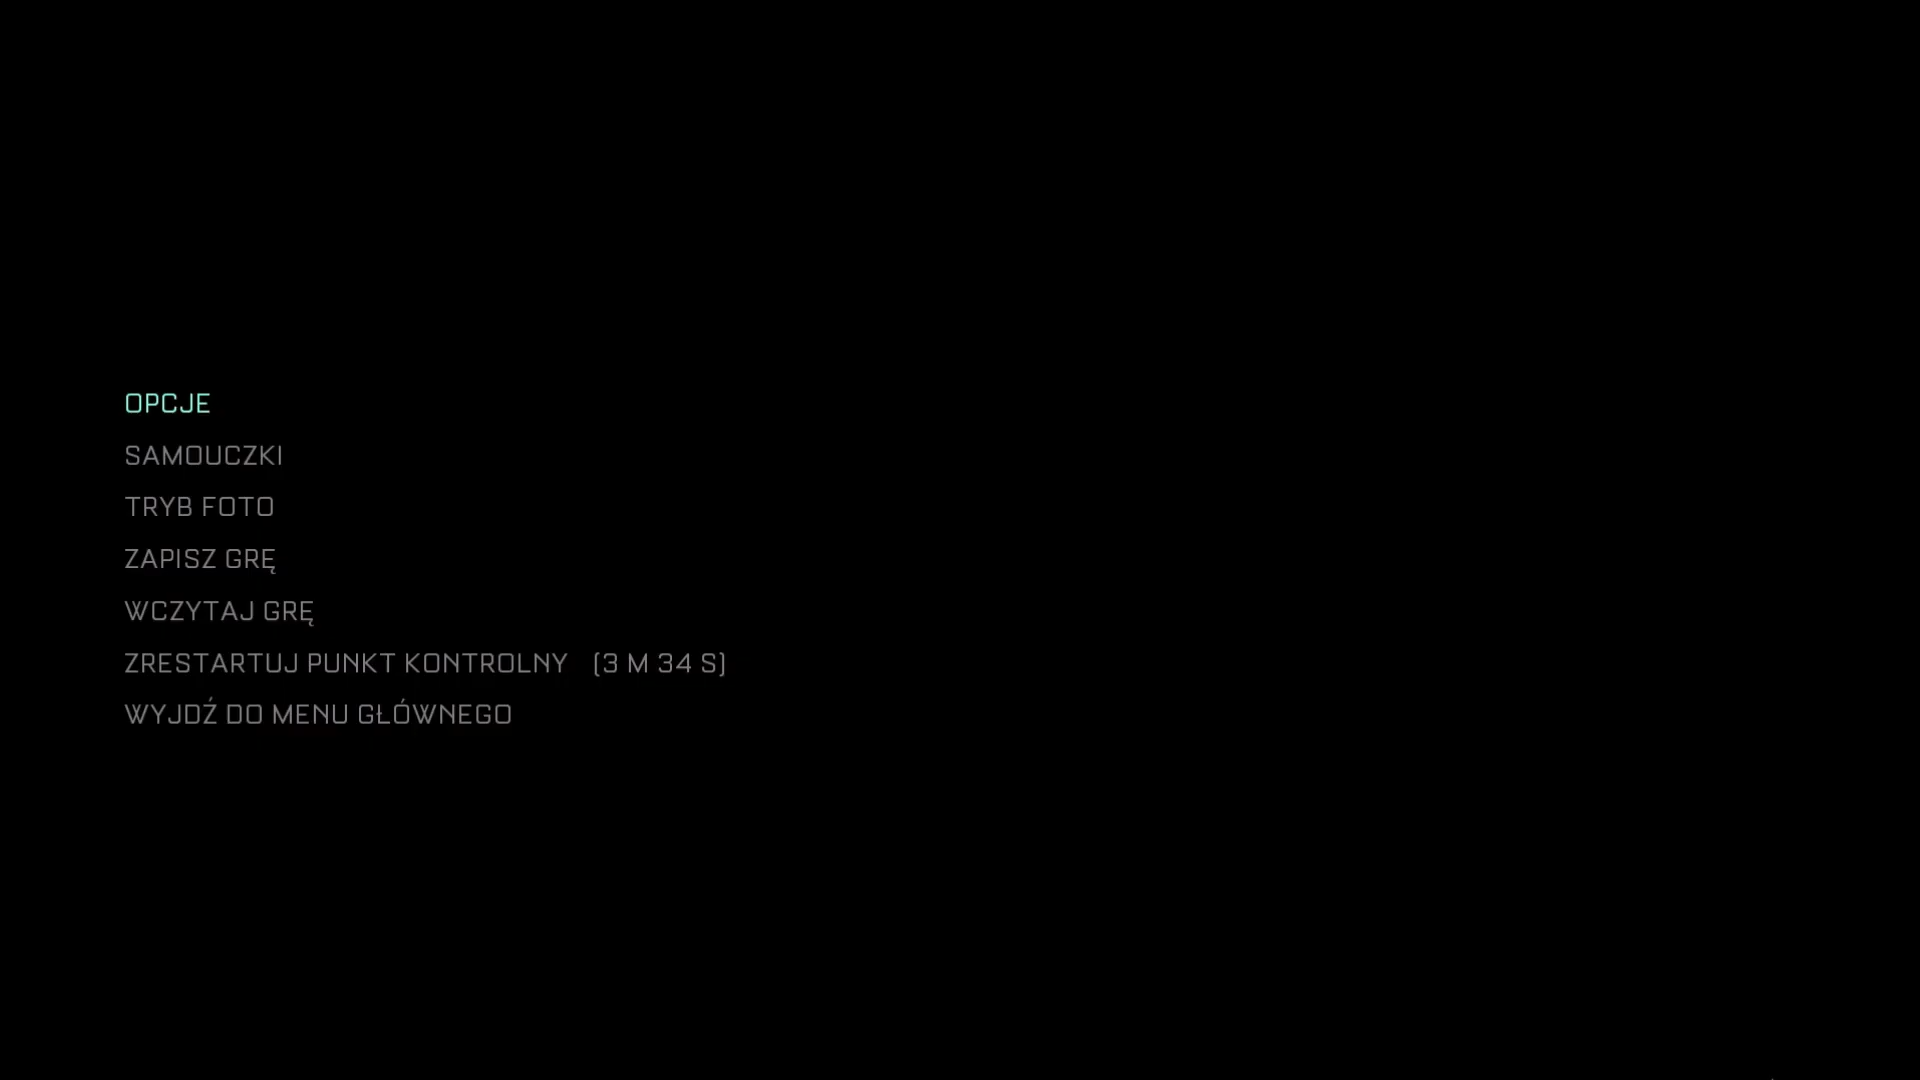 OPCJE
SAMOUCZKI
TRYB FOTO
ZAPISZ GRĘ
WCZYTAJ GRĘ
ZRESTARTUJ PUNKT KONTROLNY (3 M 34 S)
WYJDŹ DO MENU GŁÓWNEGO